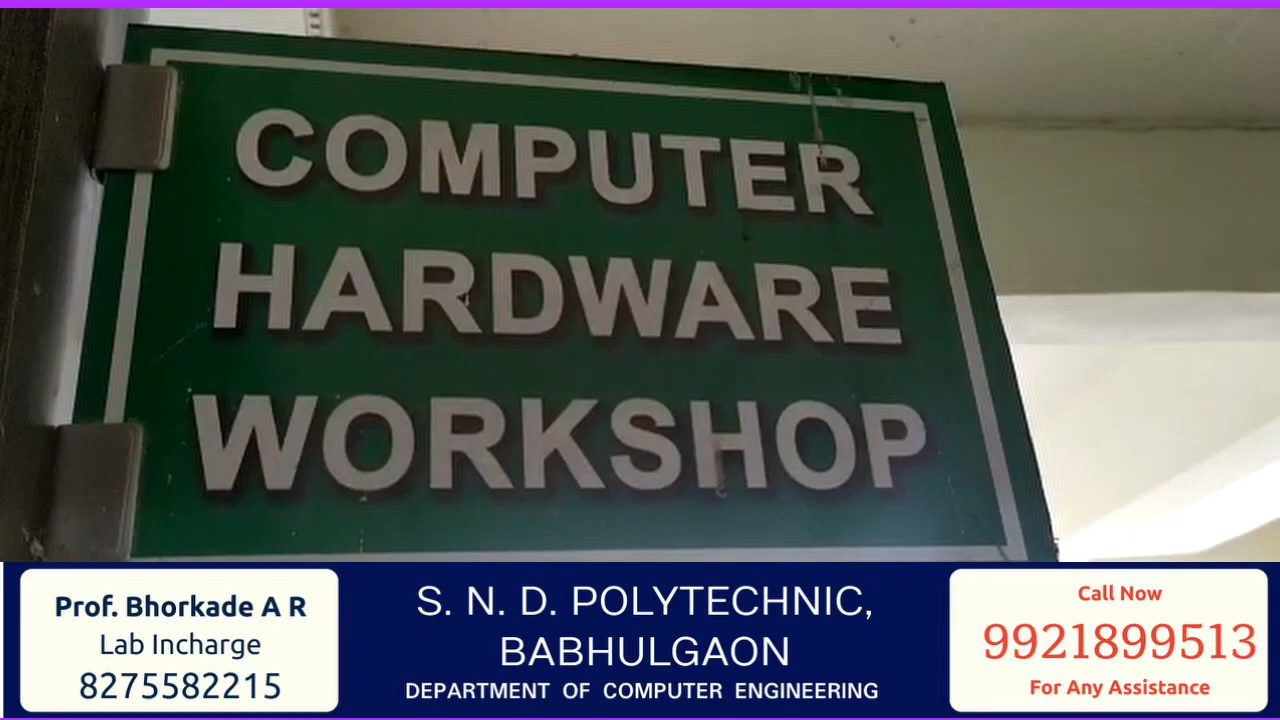 COMPUTER
HARDWARE
WORKSHOP
Prof. Bhorkade A R
Lab Incharge
8275582215
S. N. D. POLYTECHNIC,
BABHULGAON
DEPARTMENT OF COMPUTER ENGINEERING
Call Now
9921899513
For Any Assistance